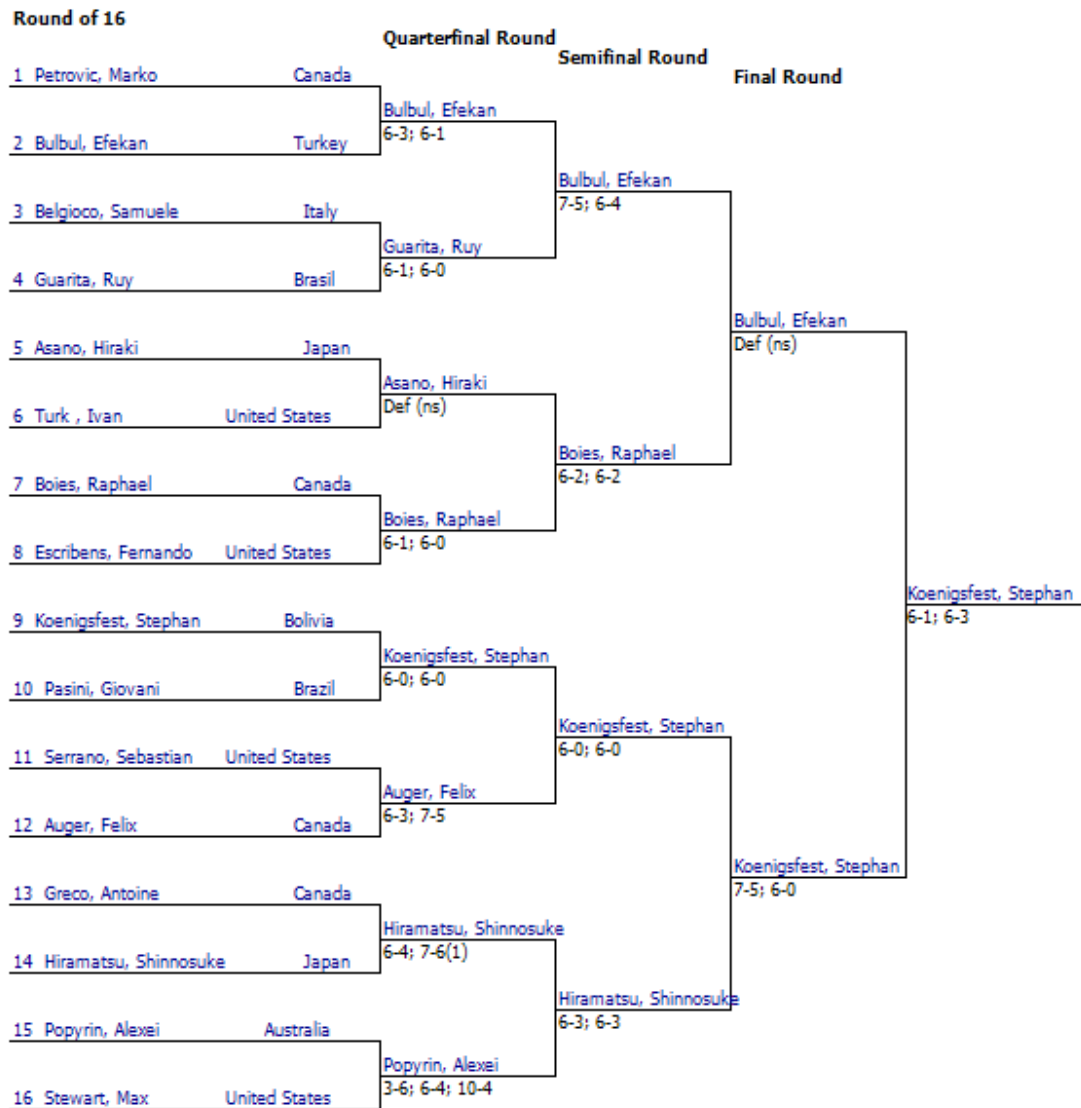 Round of 16
Quarterfinal Round
Semifinal Round
Final Round
1 Petrovic, Marko Canada
Bulbul, Efekan
6-3; 6-1
2 Bulbul, Efekan Turkey
Bulbul, Efekan
7-5; 6-4
3 Belgioco, Samuele Italy
Guarita, Ruy
6-1; 6-0
4 Guarita, Ruy Brasil
Bulbul, Efekan
Def (ns)
5 Asano, Hiraki Japan
Asano, Hiraki
Def (ns)
6 Turk , Ivan United States
Boies, Raphael
6-2; 6-2
7 Boies, Raphael Canada
Boies, Raphael
6-1; 6-0
8 Escribens, Fernando United States
Koenigsfest, Stephan
6-1; 6-3
9 Koenigsfest, Stephan Bolivia
Koenigsfest, Stephan
6-0; 6-0
10 Pasini, Giovani Brazil
Koenigsfest, Stephan
6-0; 6-0
11 Serrano, Sebastian United States
Auger, Felix
6-3; 7-5
12 Auger, Felix Canada
Koenigsfest, Stephan
7-5; 6-0
13 Greco, Antoine Canada
Hiramatsu, Shinnosuke
6-4; 7-6(1)
14 Hiramatsu, Shinnosuke Japan
Hiramatsu, Shinnosuke
6-3; 6-3
15 Popyrin, Alexei Australia
Popyrin, Alexei
3-6; 6-4; 10-4
16 Stewart, Max United States